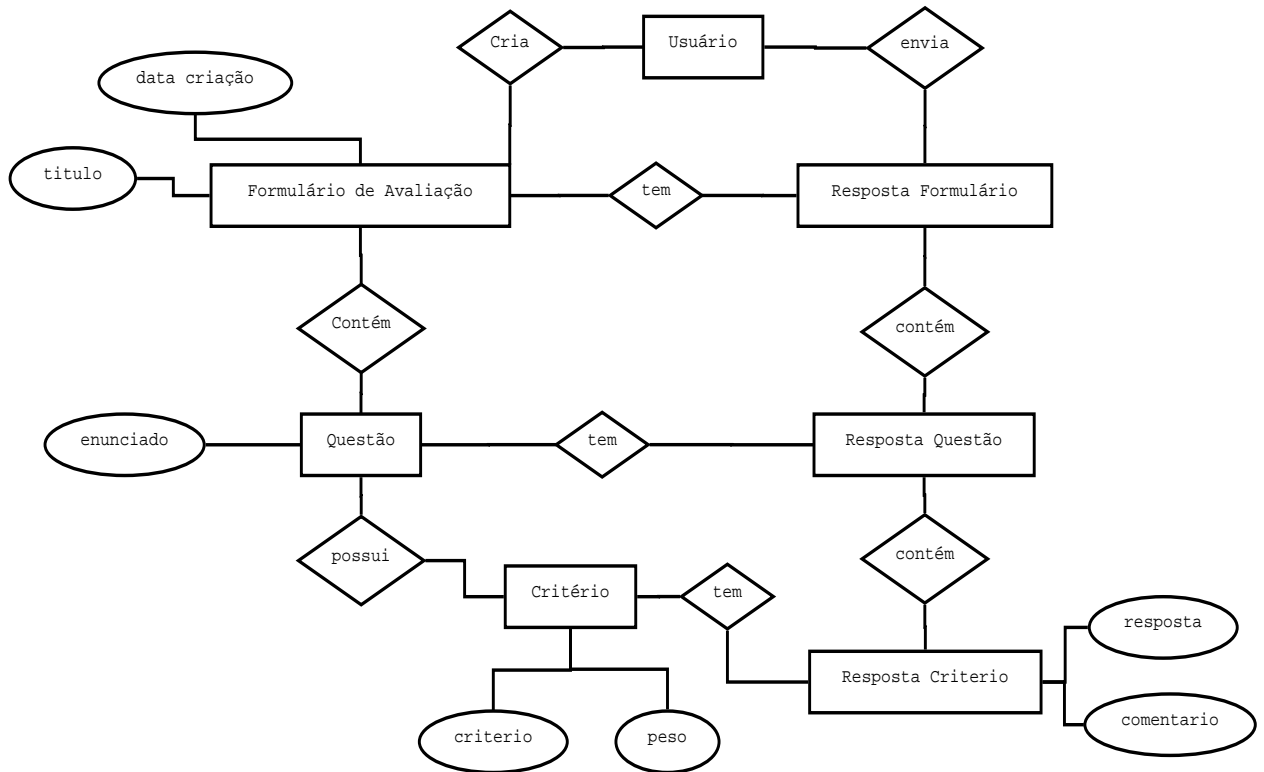 Cria
Usuário
envia
data criação
titulo
Formulário de Avaliação
tem
Resposta Formulário
Contém
contém
enunciado
Questão
tem
Resposta Questão
possui
contém
Critério
tem
resposta
Resposta Criterio
criterio
peso
comentario